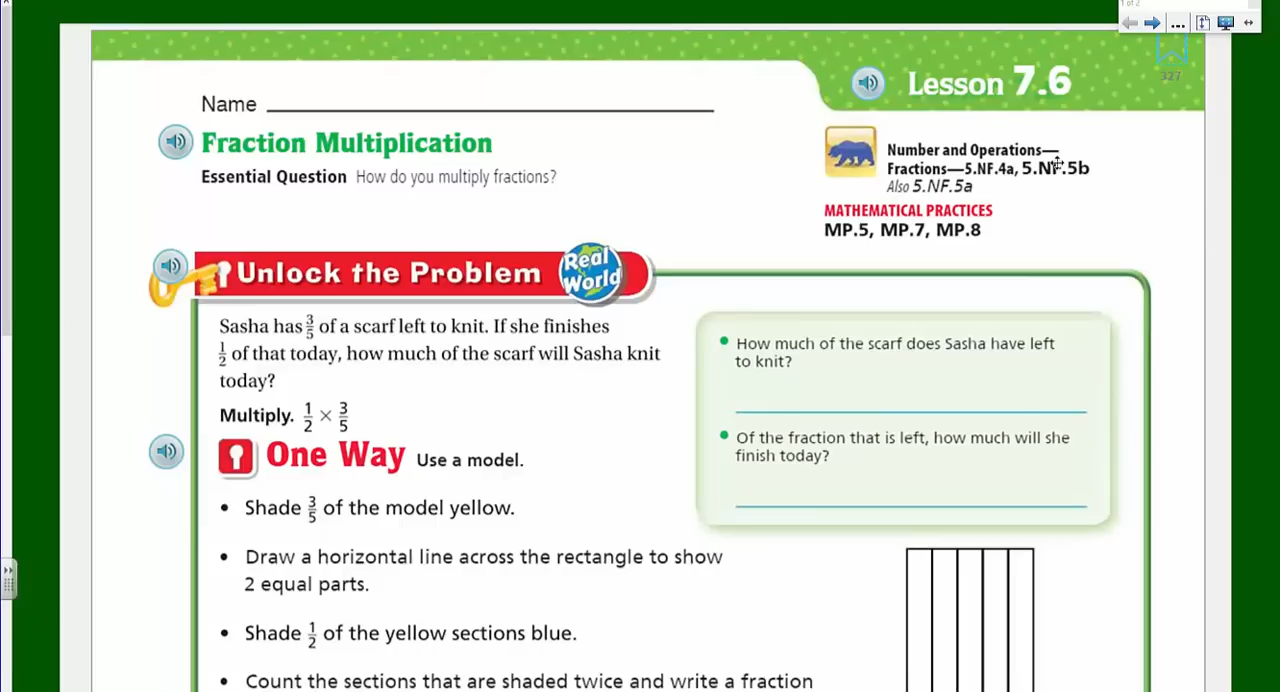 1 of 2
Lesson 7.6
327
Name
Fraction Multiplication
Essential Question How do you multiply fractions?
Number and Operations—
Fractions—5.NF.4a, 5.NF.5b
Also 5.NF.5a
MATHEMATICAL PRACTICES
MP.5, MP.7, MP.8
Unlock the Problem
Real
World
Sasha has 3/5 of a scarf left to knit. If she finishes
1/2 of that today, how much of the scarf will Sasha knit
today?
Multiply. 1/2 × 3/5
• How much of the scarf does Sasha have left
to knit?
• Of the fraction that is left, how much will she
finish today?
One Way Use a model.
• Shade 3/5 of the model yellow.
• Draw a horizontal line across the rectangle to show
2 equal parts.
• Shade 1/2 of the yellow sections blue.
• Count the sections that are shaded twice and write a fraction